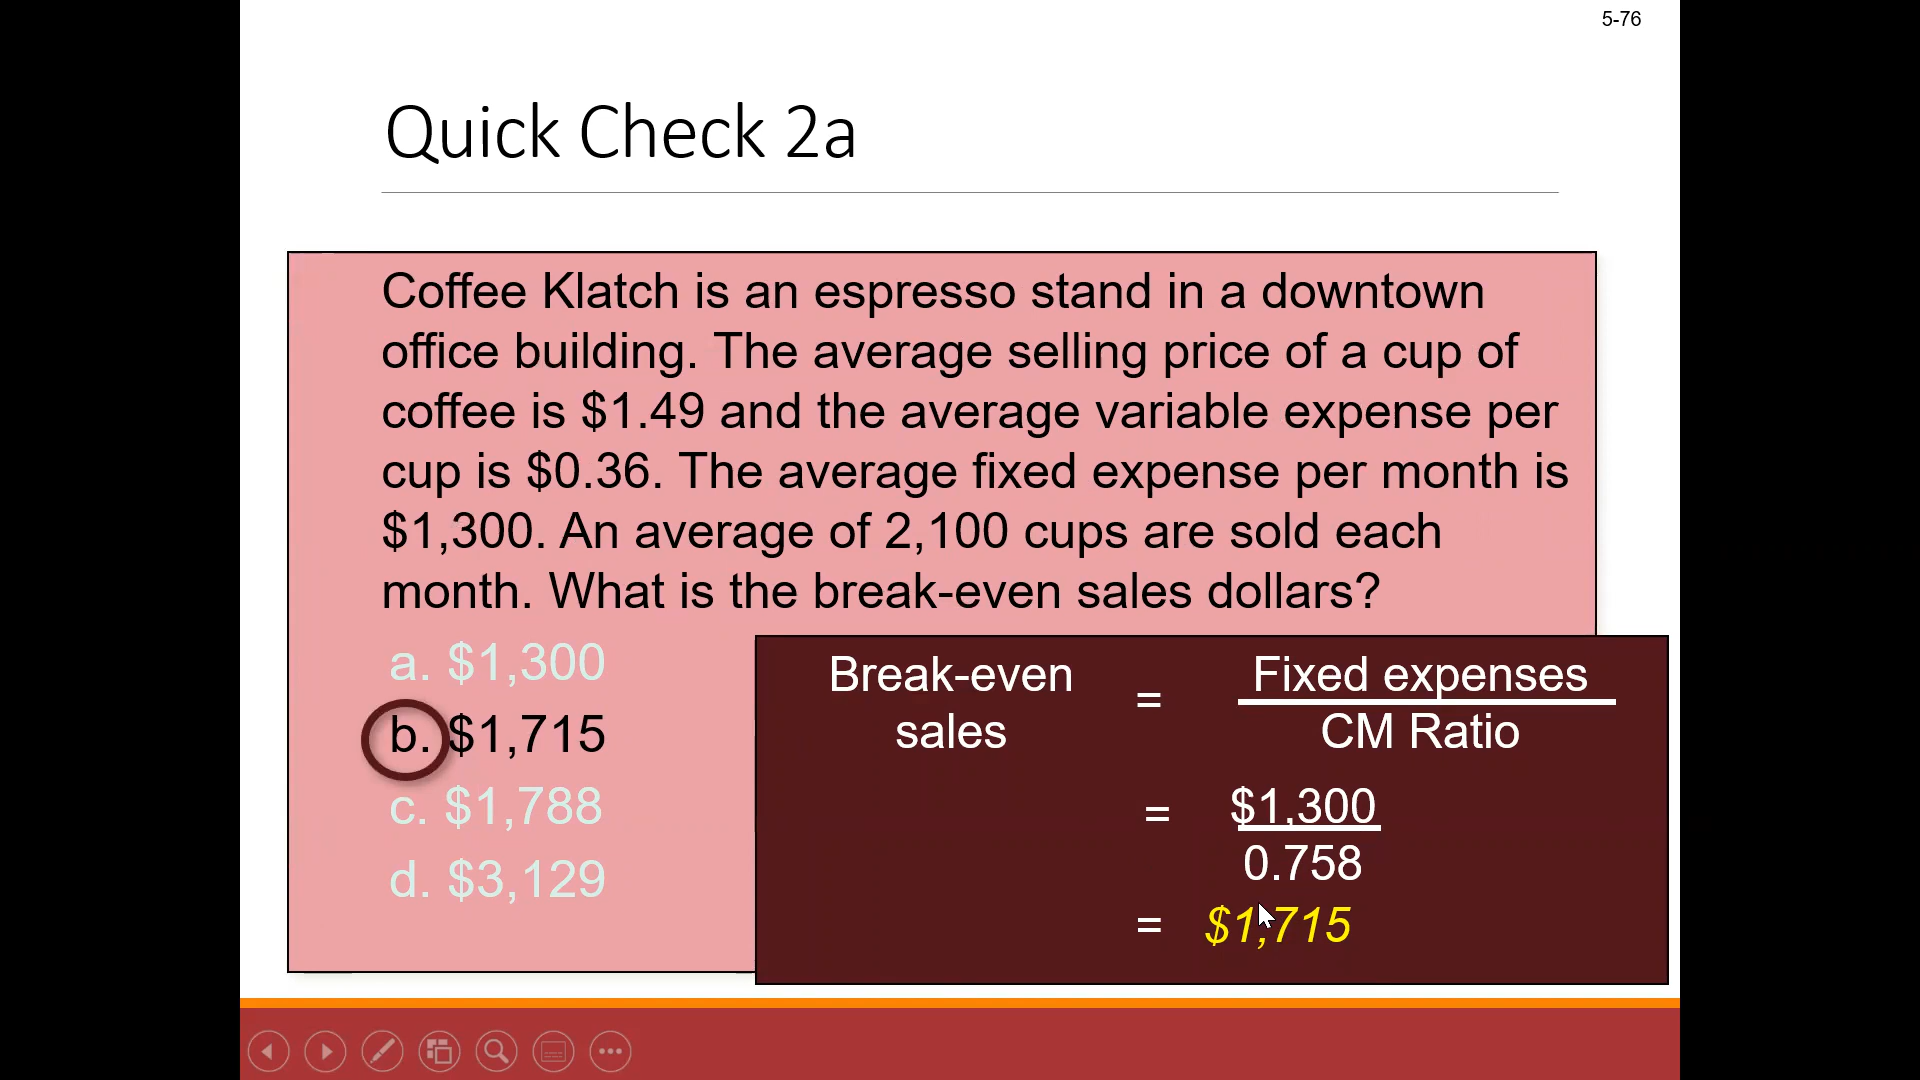 5-76
Quick Check 2a
Coffee Klatch is an espresso stand in a downtown
office building. The average selling price of a cup of
coffee is $1.49 and the average variable expense per
cup is $0.36. The average fixed expense per month is
$1,300. An average of 2,100 cups are sold each
month. What is the break-even sales dollars?
a. $1,300
b. $1,715
c. $1,788
d. $3,129
Break-even
sales
=
Fixed expenses
CM Ratio
=
$1,300
0.758
=
$1,715